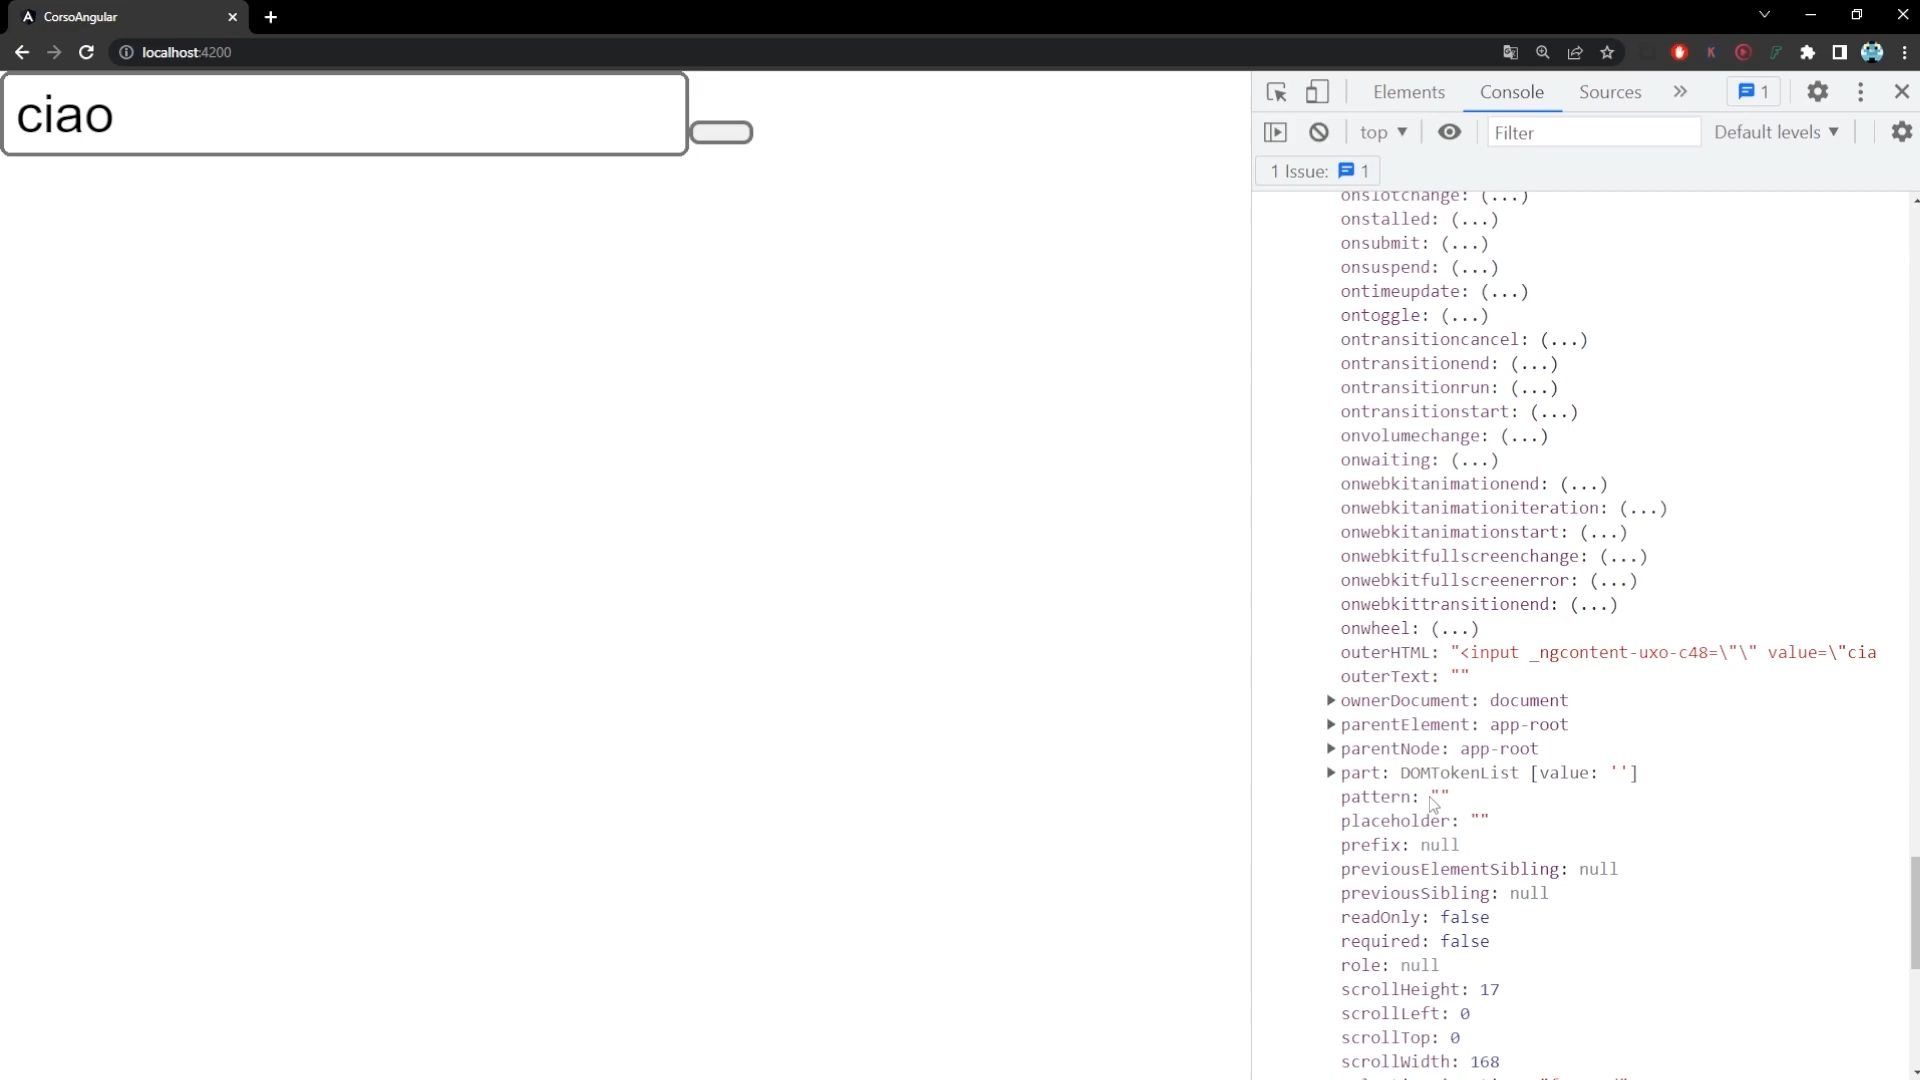 CorsoAngular
localhost:4200
ciao
Elements Console Sources 1
top Filter Default levels
1 Issue: 1
onslotchange: (...)
onstalled: (...)
onsubmit: (...)
onsuspend: (...)
ontimeupdate: (...)
ontoggle: (...)
ontransitioncancel: (...)
ontransitionend: (...)
ontransitionrun: (...)
ontransitionstart: (...)
onvolumechange: (...)
onwaiting: (...)
onwebkitanimationend: (...)
onwebkitanimationiteration: (...)
onwebkitanimationstart: (...)
onwebkitfullscreenchange: (...)
onwebkitfullscreenerror: (...)
onwebkittransitionend: (...)
onwheel: (...)
outerHTML: "<input _ngcontent-uxo-c48=\"\" value=\"cia
outerText: ""
ownerDocument: document
parentElement: app-root
parentNode: app-root
part: DOMTokenList [value: '']
pattern: ""
placeholder: ""
prefix: null
previousElementSibling: null
previousSibling: null
readOnly: false
required: false
role: null
scrollHeight: 17
scrollLeft: 0
scrollTop: 0
scrollWidth: 168